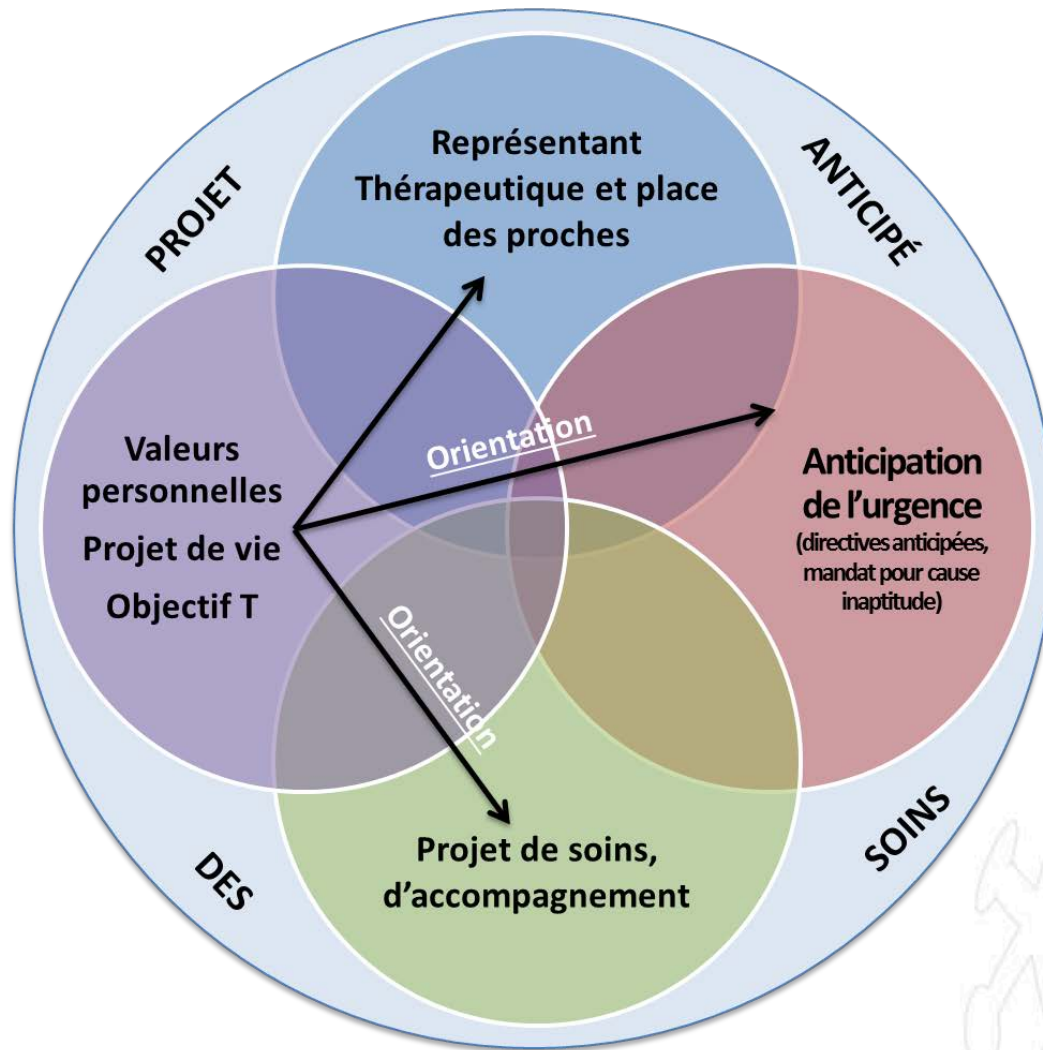 PROJET
ANTICIPÉ
DES
SOINS
Représentant
Thérapeutique et place
des proches
Valeurs
personnelles
Projet de vie
Objectif T
Orientation
Orientation
Anticipation
de l’urgence
(directives anticipées,
mandat pour cause
inaptitude)
Projet de soins,
d’accompagnement